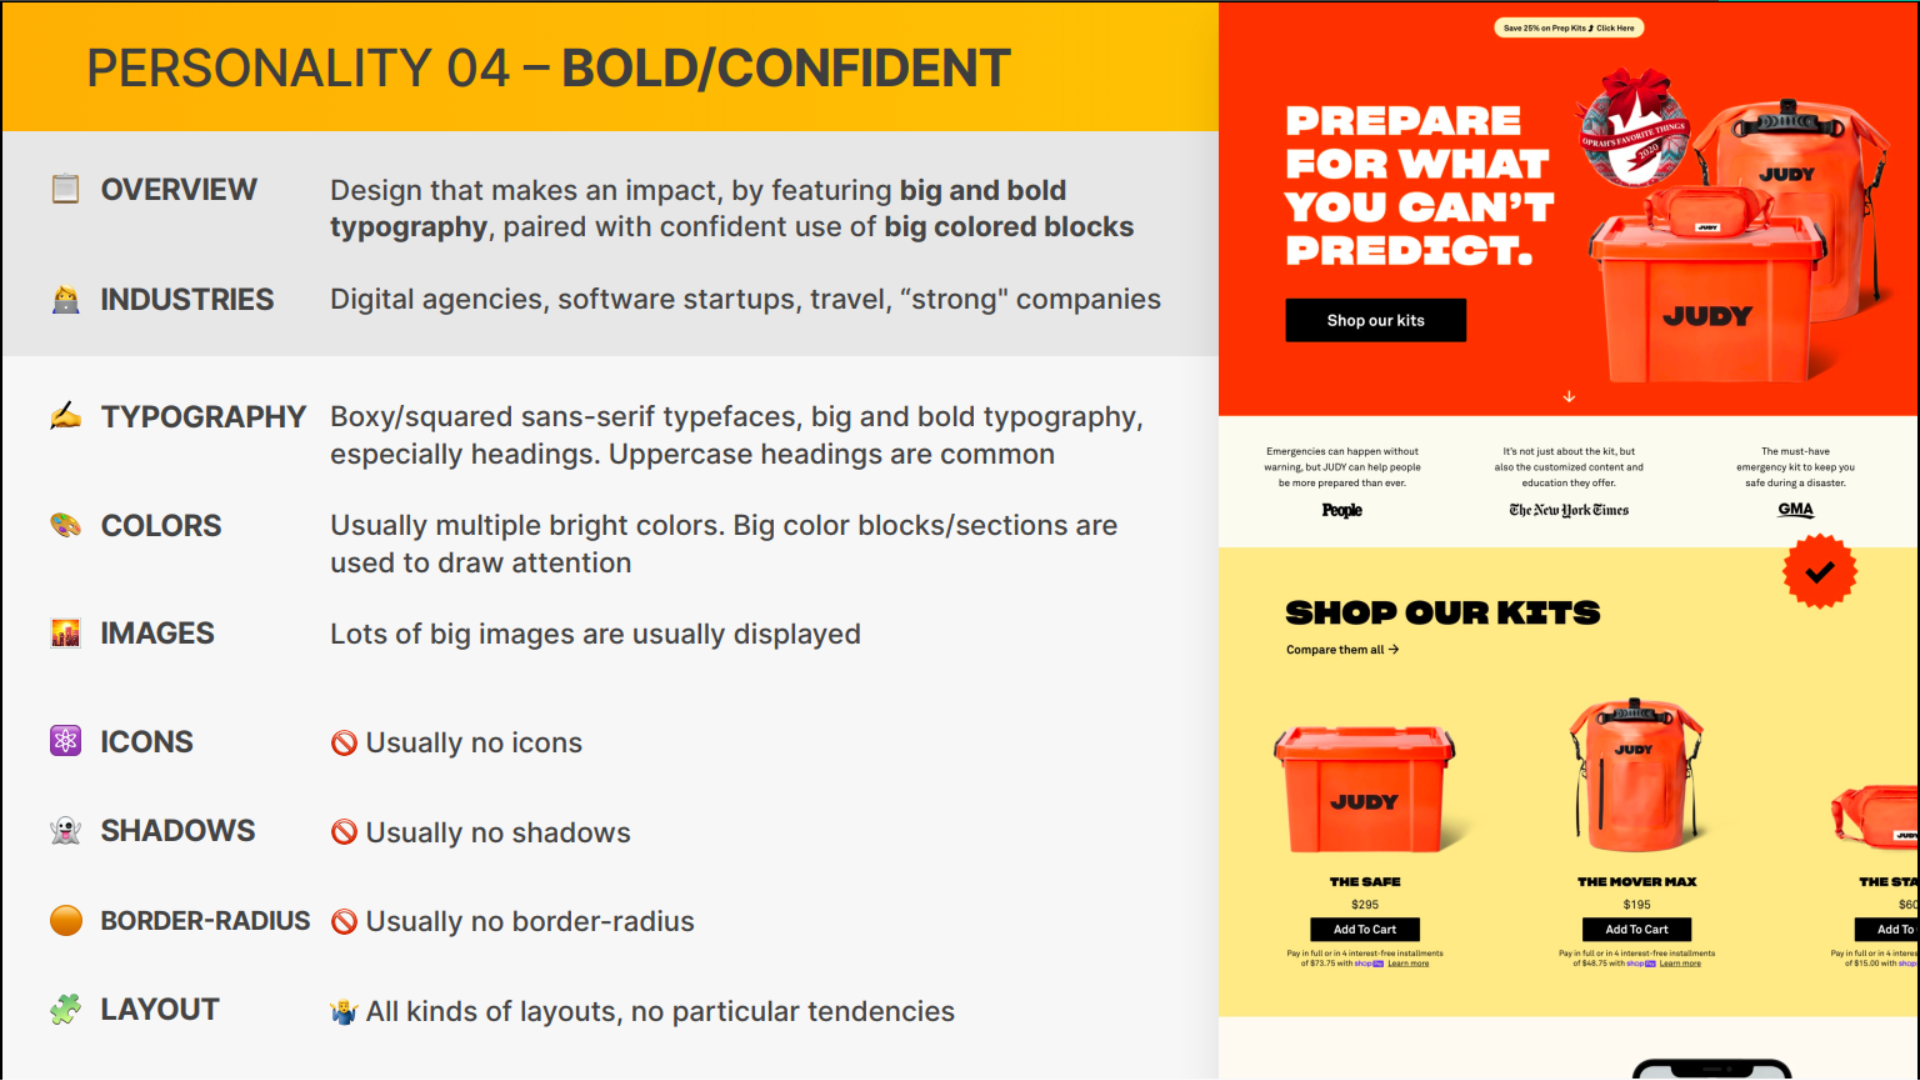 PERSONALITY 04 – BOLD/CONFIDENT
OVERVIEW
Design that makes an impact, by featuring big and bold
typography, paired with confident use of big colored blocks
INDUSTRIES
Digital agencies, software startups, travel, “strong" companies
TYPOGRAPHY
Boxy/squared sans-serif typefaces, big and bold typography,
especially headings. Uppercase headings are common
COLORS
Usually multiple bright colors. Big color blocks/sections are
used to draw attention
IMAGES
Lots of big images are usually displayed
ICONS
Usually no icons
SHADOWS
Usually no shadows
BORDER-RADIUS
Usually no border-radius
LAYOUT
All kinds of layouts, no particular tendencies
Save 25% on Prep Kits Click Here
PREPARE
FOR WHAT
YOU CAN’T
PREDICT.
Shop our kits
OPRAH'S FAVORITE THINGS
2020
JUDY
JUDY
JUDY
Emergencies can happen without
warning, but JUDY can help people
be more prepared than ever.
People
It’s not just about the kit, but
also the customized content and
education they offer.
The New York Times
The must-have
emergency kit to keep you
safe during a disaster.
GMA
SHOP OUR KITS
Compare them all →
JUDY
THE SAFE
$295
Add To Cart
Pay in full or in 4 interest-free installments
of $73.75 with shop Pay Learn more
JUDY
THE MOVER MAX
$195
Add To Cart
Pay in full or in 4 interest-free installments
of $48.75 with shop Pay Learn more
JUDY
THE STA
$60
Add To
Pay in full or in 4 interes
of $15.00 with shop